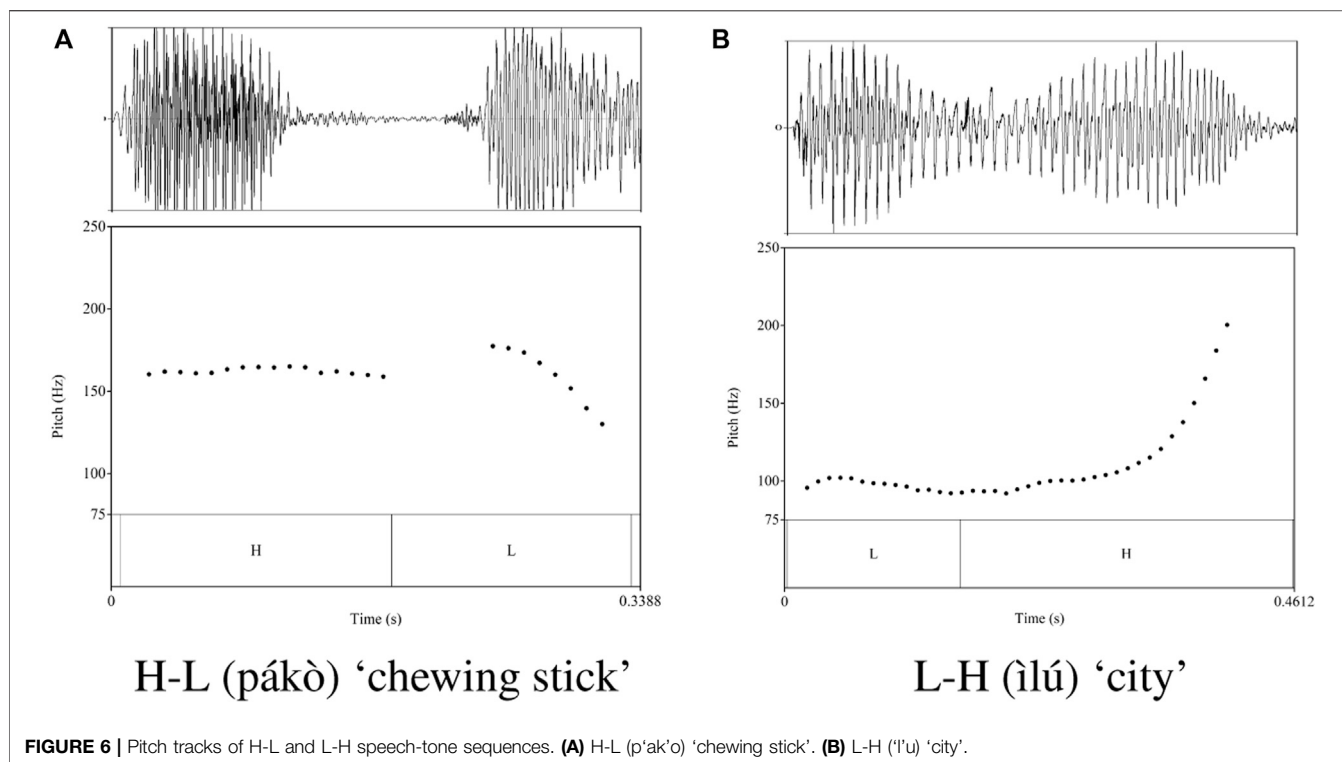 A
B
0
0
250
200
150
100
75
Pitch (Hz)
H
L
0
0.3388
Time (s)
250
200
150
100
75
Pitch (Hz)
L
H
0
0.4612
Time (s)
H-L (pákò) ‘chewing stick’
L-H (ìlú) ‘city’
FIGURE 6 | Pitch tracks of H-L and L-H speech-tone sequences. (A) H-L (p‘ak’o) ‘chewing stick’. (B) L-H (‘l’u) ‘city’.